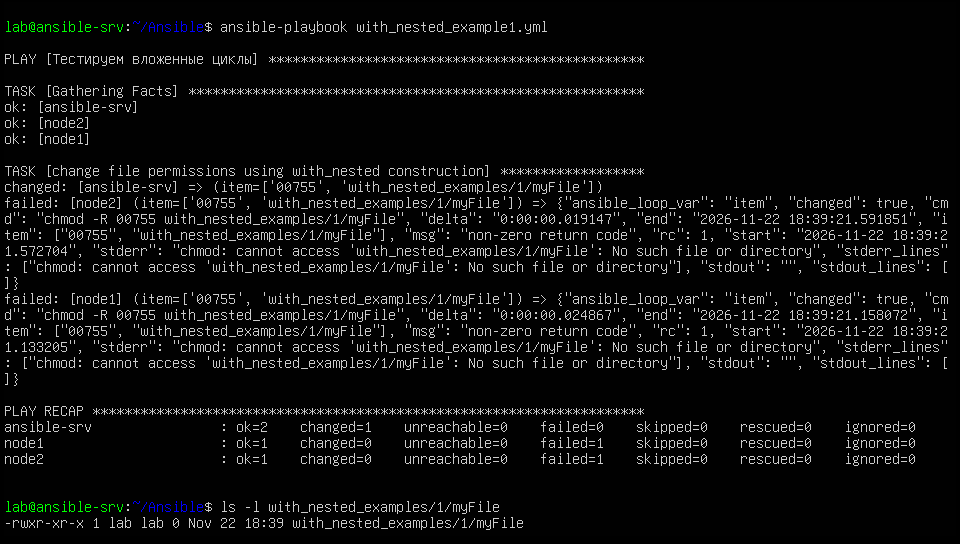 lab@ansible-srv:~/Ansible$ ansible-playbook with_nested_example1.yml
PLAY [Тестируем вложенные циклы] ***********************************************
TASK [Gathering Facts] *********************************************************
ok: [ansible-srv]
ok: [node2]
ok: [node1]
TASK [change file permissions using with_nested construction] ******************
changed: [ansible-srv] => (item=['00755', 'with_nested_examples/1/myFile'])
failed: [node2] (item=['00755', 'with_nested_examples/1/myFile']) => {"ansible_loop_var": "item", "changed": true, "cm
d": "chmod -R 00755 with_nested_examples/1/myFile", "delta": "0:00:00.019147", "end": "2026-11-22 18:39:21.591851", "i
tem": ["00755", "with_nested_examples/1/myFile"], "msg": "non-zero return code", "rc": 1, "start": "2026-11-22 18:39:2
1.572704", "stderr": "chmod: cannot access 'with_nested_examples/1/myFile': No such file or directory", "stderr_lines"
: ["chmod: cannot access 'with_nested_examples/1/myFile': No such file or directory"], "stdout": "", "stdout_lines": [
]}
failed: [node1] (item=['00755', 'with_nested_examples/1/myFile']) => {"ansible_loop_var": "item", "changed": true, "cm
d": "chmod -R 00755 with_nested_examples/1/myFile", "delta": "0:00:00.024867", "end": "2026-11-22 18:39:21.158072", "i
tem": ["00755", "with_nested_examples/1/myFile"], "msg": "non-zero return code", "rc": 1, "start": "2026-11-22 18:39:2
1.133205", "stderr": "chmod: cannot access 'with_nested_examples/1/myFile': No such file or directory", "stderr_lines"
: ["chmod: cannot access 'with_nested_examples/1/myFile': No such file or directory"], "stdout": "", "stdout_lines": [
]}
PLAY RECAP *********************************************************************
ansible-srv                : ok=2    changed=1    unreachable=0    failed=0    skipped=0    rescued=0    ignored=0
node1                      : ok=1    changed=0    unreachable=0    failed=1    skipped=0    rescued=0    ignored=0
node2                      : ok=1    changed=0    unreachable=0    failed=1    skipped=0    rescued=0    ignored=0
lab@ansible-srv:~/Ansible$ ls -l with_nested_examples/1/myFile
-rwxr-xr-x 1 lab lab 0 Nov 22 18:39 with_nested_examples/1/myFile